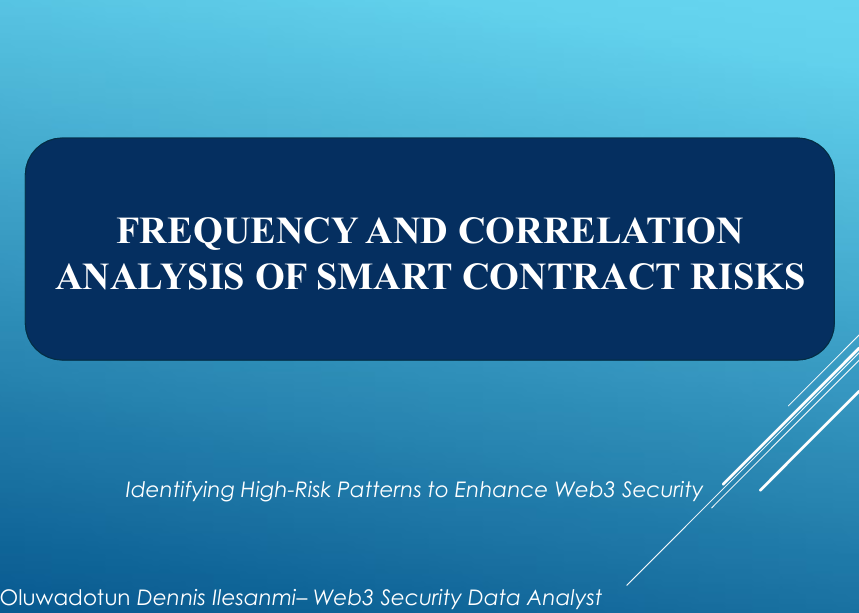 FREQUENCY AND CORRELATION
ANALYSIS OF SMART CONTRACT RISKS
Identifying High-Risk Patterns to Enhance Web3 Security
Oluwadotun Dennis Ilesanmi– Web3 Security Data Analyst